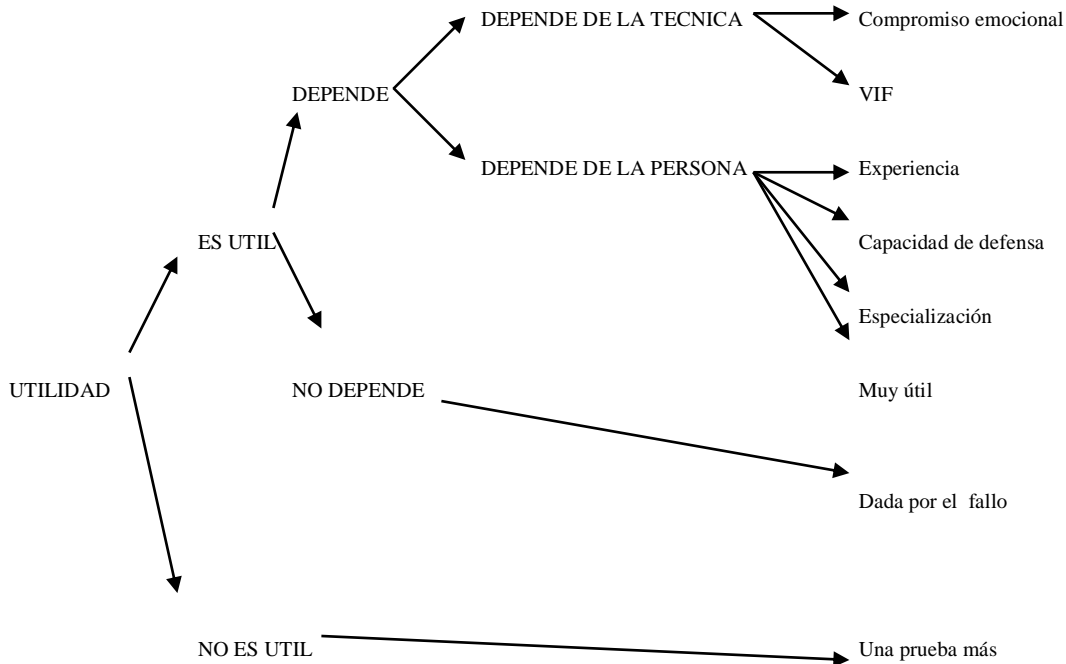 DEPENDE DE LA TECNICA
Compromiso emocional
DEPENDE
VIF
DEPENDE DE LA PERSONA
Experiencia
ES UTIL
Capacidad de defensa
Especialización
UTILIDAD
NO DEPENDE
Muy útil
Dada por el fallo
NO ES UTIL
Una prueba más